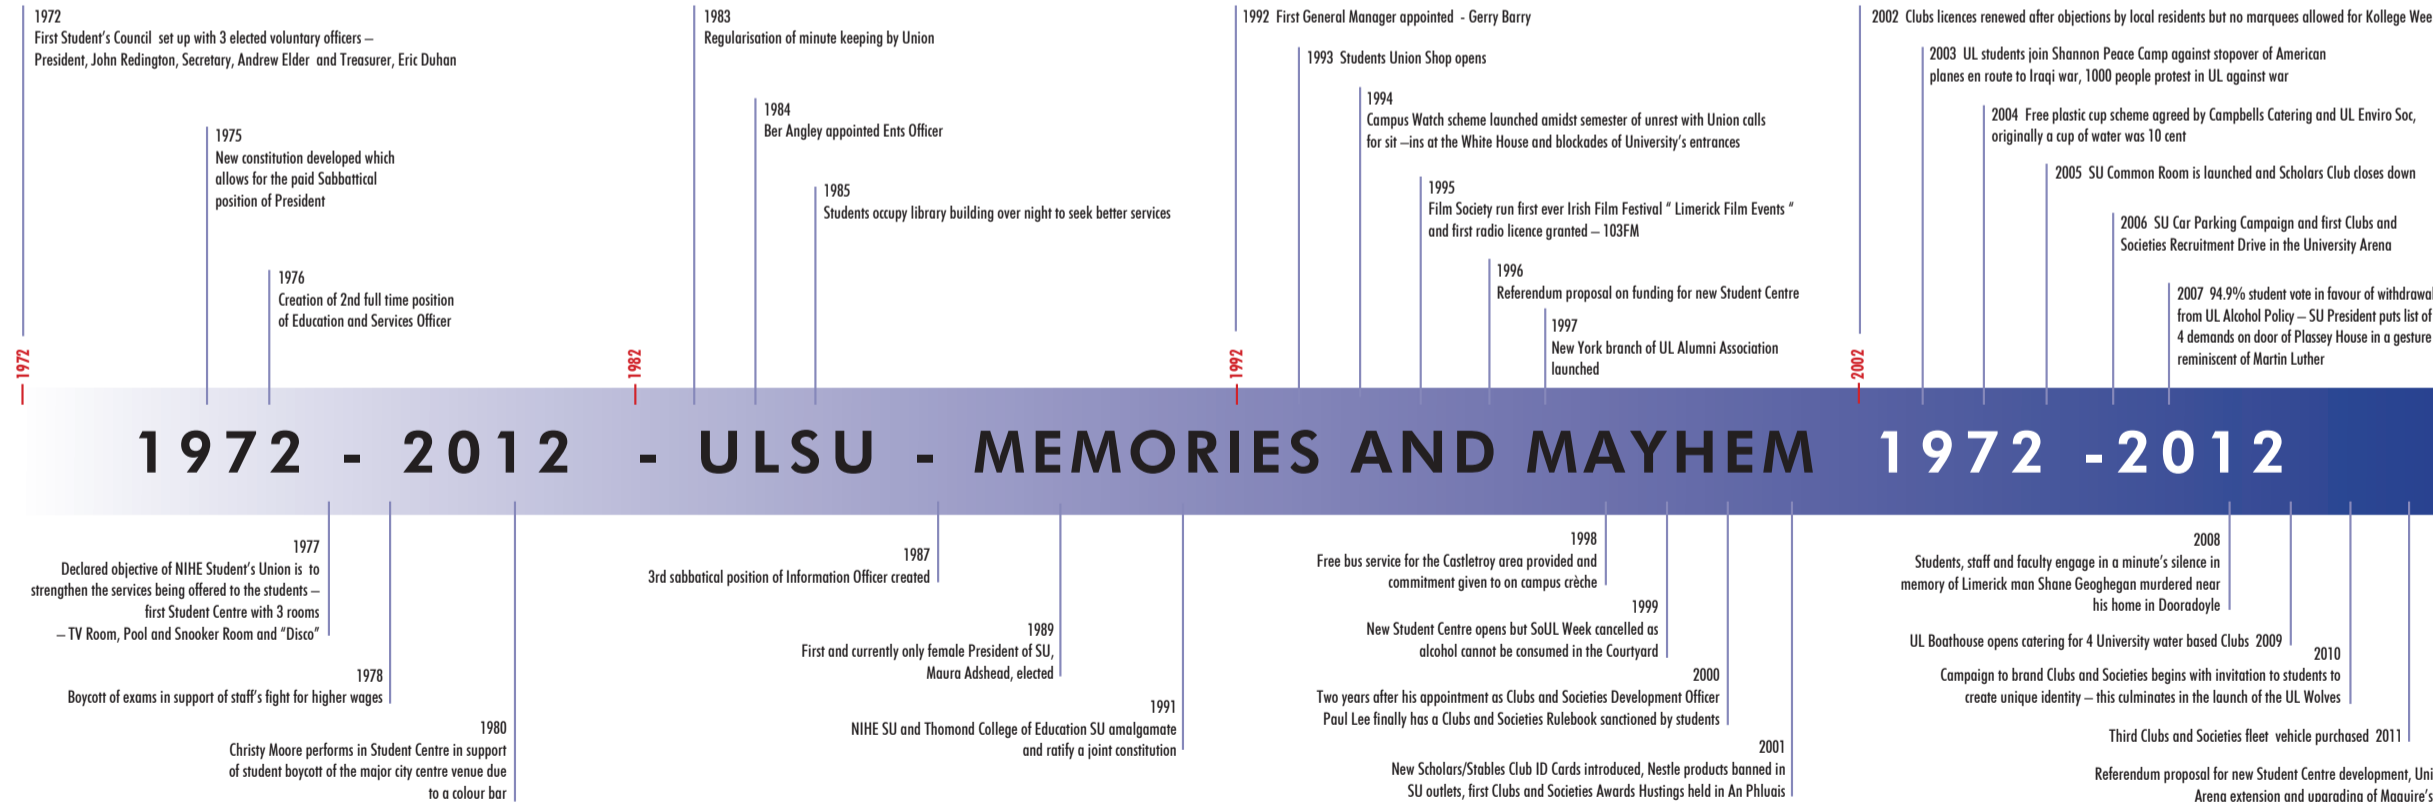 1972
First Student's Council set up with 3 elected voluntary officers –
President, John Redington, Secretary, Andrew Elder and Treasurer, Eric Duhan
1975
New constitution developed which
allows for the paid Sabbattical
position of President
1976
Creation of 2nd full time position
of Education and Services Officer
1983
Regularisation of minute keeping by Union
1984
Ber Angley appointed Ents Officer
1985
Students occupy library building over night to seek better services
1992 First General Manager appointed - Gerry Barry
1993 Students Union Shop opens
1994
Campus Watch scheme launched amidst semester of unrest with Union calls
for sit –ins at the White House and blockades of University's entrances
1995
Film Society run first ever Irish Film Festival " Limerick Film Events "
and first radio licence granted – 103FM
1996
Referendum proposal on funding for new Student Centre
1997
New York branch of UL Alumni Association
launched
2002 Clubs licences renewed after objections by local residents but no marquees allowed for Kollege Wee
2003 UL students join Shannon Peace Camp against stopover of American
planes en route to Iraqi war, 1000 people protest in UL against war
2004 Free plastic cup scheme agreed by Campbells Catering and UL Enviro Soc,
originally a cup of water was 10 cent
2005 SU Common Room is launched and Scholars Club closes down
2006 SU Car Parking Campaign and first Clubs and
Societies Recruitment Drive in the University Arena
2007 94.9% student vote in favour of withdrawal
from UL Alcohol Policy – SU President puts list of
4 demands on door of Plassey House in a gesture
reminiscent of Martin Luther
1972
1982
1992
2002
1972 - 2012 - ULSU - MEMORIES AND MAYHEM 1972 -2012
1977
Declared objective of NIHE Student's Union is to
strengthen the services being offered to the students –
first Student Centre with 3 rooms
– TV Room, Pool and Snooker Room and "Disco"
1978
Boycott of exams in support of staff's fight for higher wages
1980
Christy Moore performs in Student Centre in support
of student boycott of the major city centre venue due
to a colour bar
1987
3rd sabbatical position of Information Officer created
1989
First and currently only female President of SU,
Maura Adshead, elected
1991
NIHE SU and Thomond College of Education SU amalgamate
and ratify a joint constitution
1998
Free bus service for the Castletroy area provided and
commitment given to on campus crèche
1999
New Student Centre opens but SoUL Week cancelled as
alcohol cannot be consumed in the Courtyard
2000
Two years after his appointment as Clubs and Societies Development Officer
Paul Lee finally has a Clubs and Societies Rulebook sanctioned by students
2001
New Scholars/Stables Club ID Cards introduced, Nestle products banned in
SU outlets, first Clubs and Societies Awards Hustings held in An Phluais
2008
Students, staff and faculty engage in a minute's silence in
memory of Limerick man Shane Geoghegan murdered near
his home in Dooradoyle
UL Boathouse opens catering for 4 University water based Clubs 2009
2010
Campaign to brand Clubs and Societies begins with invitation to students to
create unique identity – this culminates in the launch of the UL Wolves
Third Clubs and Societies fleet vehicle purchased 2011
Referendum proposal for new Student Centre development, Uni
Arena extension and upgrading of Maguire's